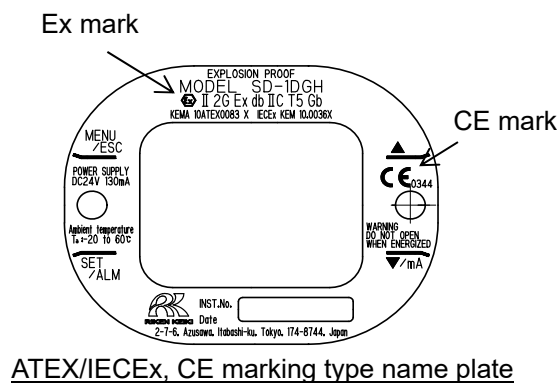 Ex mark
EXPLOSION PROOF
MODEL SD-1DGH
Ex II 2G Ex db IIC T5 Gb
KEMA 10ATEX0083 X IECEx KEM 10.0036X
CE mark
MENU
/ESC
▲
POWER SUPPLY
DC24V 130mA
CE 0344
Ambient temperature
Ta :-20 to 60℃
WARNING
DO NOT OPEN
WHEN ENERGIZED
SET
/ALM
▼/mA
RIKEN KEIKI
INST.No.
Date
2-7-6, Azusawa, Itabashi-ku, Tokyo, 174-8744, Japan
ATEX/IECEx, CE marking type name plate